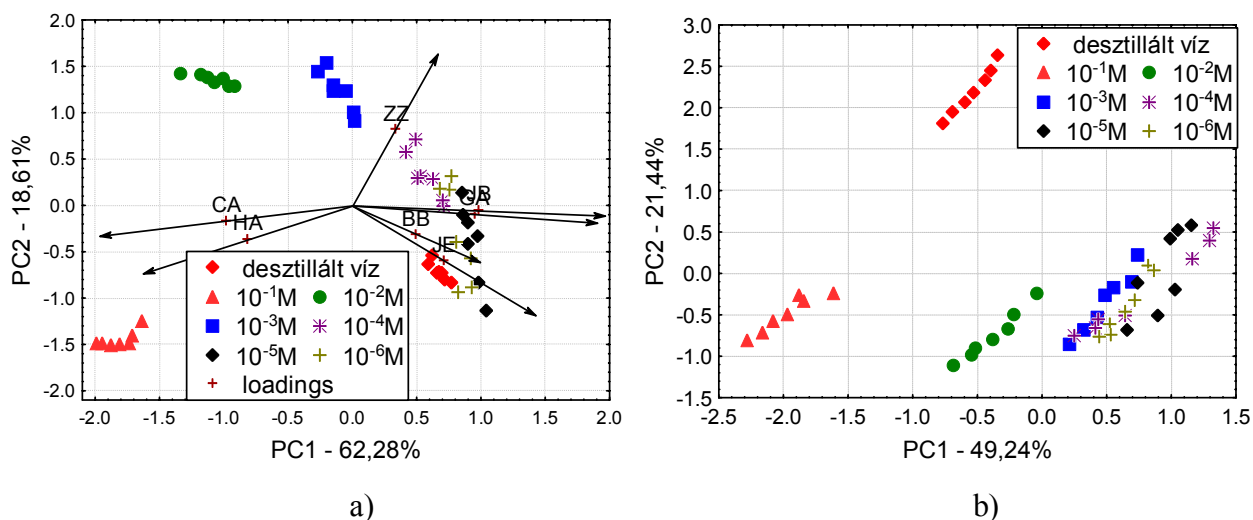 2.0
1.5
1.0
0.5
0.0
-0.5
-1.0
-1.5
-2.0
PC2 - 18,61%
ZZ
CA
HA
JB
GA
BB
JE
desztillált víz
10⁻¹M 10⁻²M
10⁻³M 10⁻⁴M
10⁻⁵M 10⁻⁶M
loadings
-2.0 -1.5 -1.0 -0.5 0.0 0.5 1.0 1.5 2.0
PC1 - 62,28%
a)
3.0
2.5
2.0
1.5
1.0
0.5
0.0
-0.5
-1.0
-1.5
PC2 - 21,44%
desztillált víz
10⁻¹M 10⁻²M
10⁻³M 10⁻⁴M
10⁻⁵M 10⁻⁶M
-2.5 -2.0 -1.5 -1.0 -0.5 0.0 0.5 1.0 1.5
PC1 - 49,24%
b)